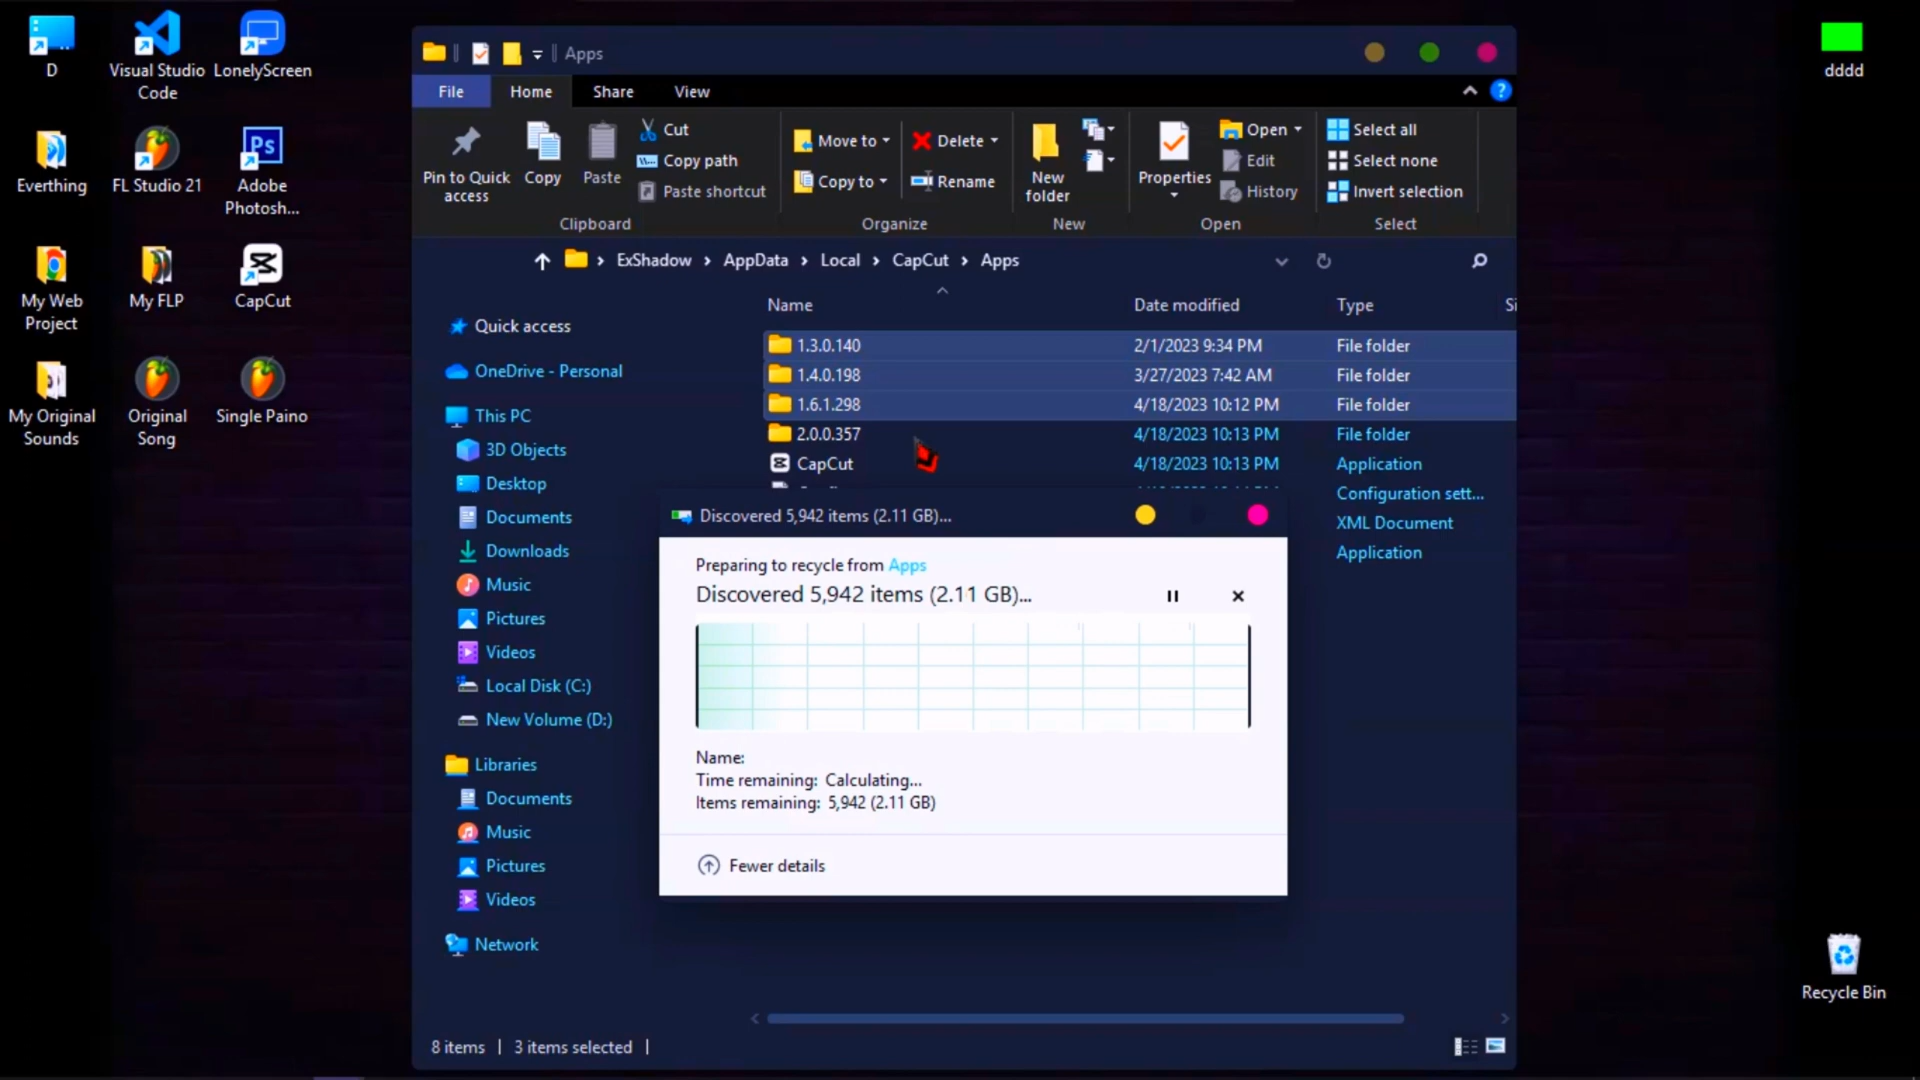 D
Visual Studio
Code
LonelyScreen
Everthing
FL Studio 21
Ps
Adobe
Photosh...
My Web
Project
My FLP
CapCut
My Original
Sounds
Original
Song
Single Paino
dddd
Recycle Bin
Apps
File
Home
Share
View
?
Pin to Quick
access
Copy
Paste
Cut
Copy path
Paste shortcut
Clipboard
Move to
Copy to
Delete
Rename
Organize
New
folder
New
Properties
Open
Edit
History
Open
Select all
Select none
Invert selection
Select
ExShadow › AppData › Local › CapCut › Apps
Name
Date modified
Type
Si
Quick access
OneDrive - Personal
This PC
3D Objects
Desktop
Documents
Downloads
Music
Pictures
Videos
Local Disk (C:)
New Volume (D:)
Libraries
Documents
Music
Pictures
Videos
Network
1.3.0.140 2/1/2023 9:34 PM File folder
1.4.0.198 3/27/2023 7:42 AM File folder
1.6.1.298 4/18/2023 10:12 PM File folder
2.0.0.357 4/18/2023 10:13 PM File folder
CapCut 4/18/2023 10:13 PM Application
Configuration sett...
XML Document
Application
Discovered 5,942 items (2.11 GB)...
Preparing to recycle from Apps
Discovered 5,942 items (2.11 GB)...
Name:
Time remaining: Calculating...
Items remaining: 5,942 (2.11 GB)
Fewer details
8 items
3 items selected